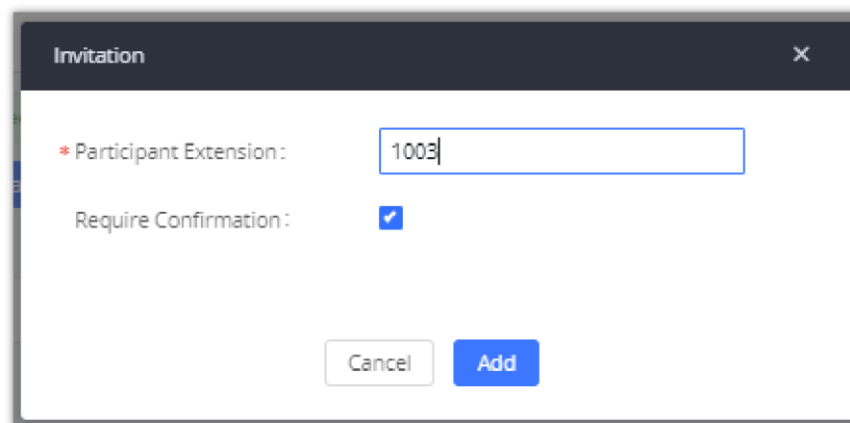 Invitation
* Participant Extension: 1003
Require Confirmation:
Cancel Add